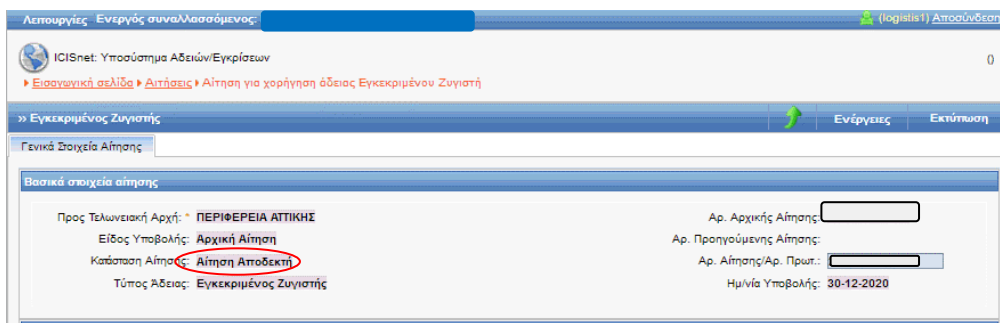 Λειτουργίες Ενεργός συναλλασσόμενος: (logistis1) Αποσύνδεση
ICISnet: Υποσύστημα Αδειών/Εγκρίσεων ()
Εισαγωγική σελίδα Αιτήσεις Αίτηση για χορήγηση άδειας Εγκεκριμένου Ζυγιστή
» Εγκεκριμένος Ζυγιστής Ενέργειες Εκτύπωση
Γενικά Στοιχεία Αίτησης
Βασικά στοιχεία αίτησης
Προς Τελωνειακή Αρχή: * ΠΕΡΙΦΕΡΕΙΑ ΑΤΤΙΚΗΣ Αρ. Αρχικής Αίτησης:
Είδος Υποβολής: Αρχική Αίτηση Αρ. Προηγούμενης Αίτησης:
Κατάσταση Αίτησης: Αίτηση Αποδεκτή Αρ. Αίτησης/Αρ. Πρωτ.:
Τύπος Άδειας: Εγκεκριμένος Ζυγιστής Ημ/νία Υποβολής: 30-12-2020